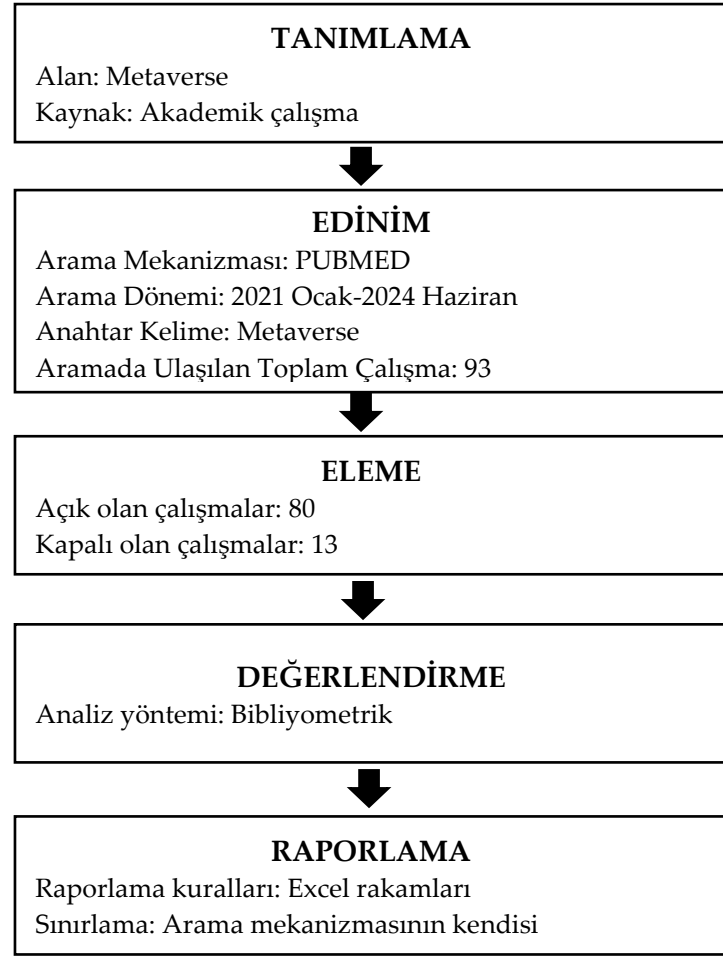 TANIMLAMA
Alan: Metaverse
Kaynak: Akademik çalışma
EDİNİM
Arama Mekanizması: PUBMED
Arama Dönemi: 2021 Ocak-2024 Haziran
Anahtar Kelime: Metaverse
Aramada Ulaşılan Toplam Çalışma: 93
ELEME
Açık olan çalışmalar: 80
Kapalı olan çalışmalar: 13
DEĞERLENDİRME
Analiz yöntemi: Bibliyometrik
RAPORLAMA
Raporlama kuralları: Excel rakamları
Sınırlama: Arama mekanizmasının kendisi